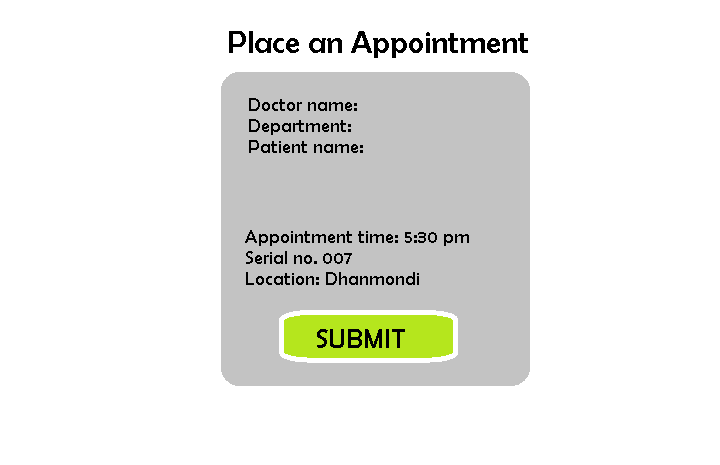 Place an Appointment
Doctor name:
Department:
Patient name:
Appointment time: 5:30 pm
Serial no. 007
Location: Dhanmondi
SUBMIT